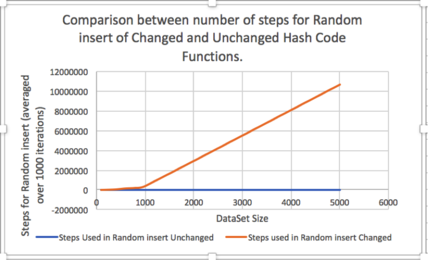 Comparison between number of steps for Random
insert of Changed and Unchanged Hash Code
Functions.
Steps for Random insert (averaged
over 1000 iterations)
12000000
10000000
8000000
6000000
4000000
2000000
0
-2000000
0 1000 2000 3000 4000 5000 6000
DataSet Size
Steps Used in Random insert Unchanged Steps used in Random insert Changed